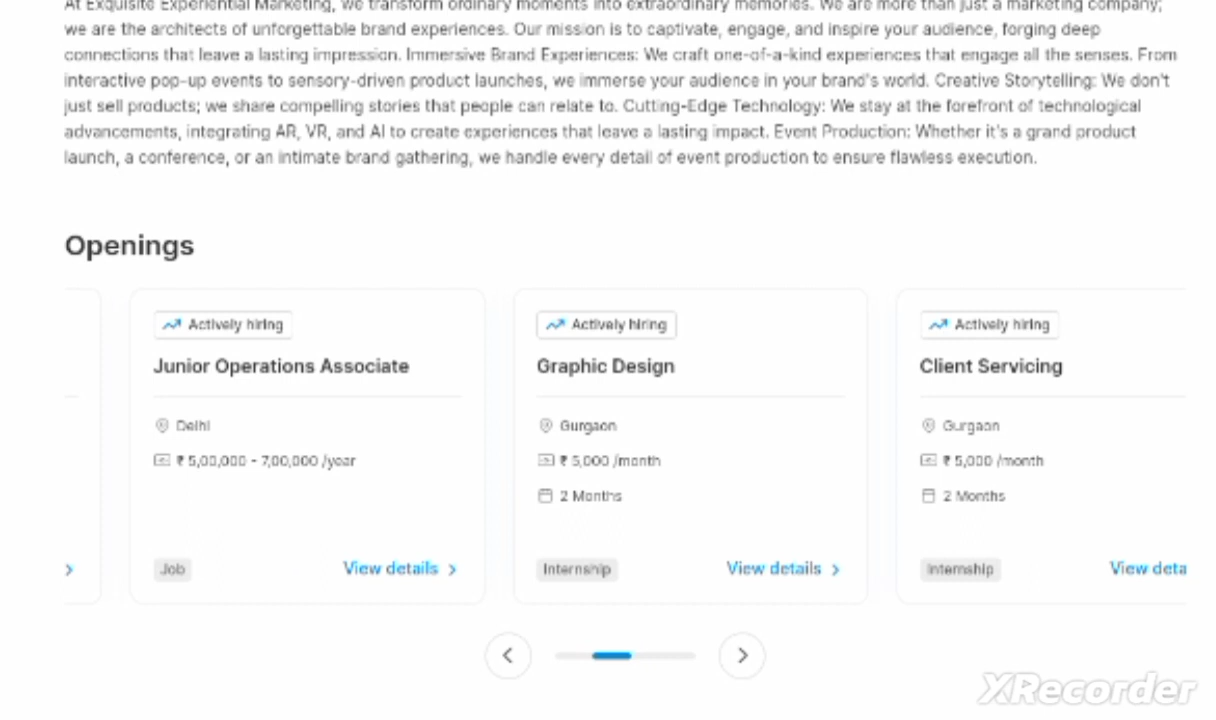 At Exquisite Experiential Marketing, we transform ordinary moments into extraordinary memories. We are more than just a marketing company;
we are the architects of unforgettable brand experiences. Our mission is to captivate, engage, and inspire your audience, forging deep
connections that leave a lasting impression. Immersive Brand Experiences: We craft one-of-a-kind experiences that engage all the senses. From
interactive pop-up events to sensory-driven product launches, we immerse your audience in your brand's world. Creative Storytelling: We don't
just sell products; we share compelling stories that people can relate to. Cutting-Edge Technology: We stay at the forefront of technological
advancements, integrating AR, VR, and AI to create experiences that leave a lasting impact. Event Production: Whether it's a grand product
launch, a conference, or an intimate brand gathering, we handle every detail of event production to ensure flawless execution.
Openings
Actively hiring
Junior Operations Associate
Delhi
₹ 5,00,000 - 7,00,000 /year
Job
View details
Actively hiring
Graphic Design
Gurgaon
₹ 5,000 /month
2 Months
Internship
View details
Actively hiring
Client Servicing
Gurgaon
₹ 5,000 /month
2 Months
Internship
View deta
XRecorder